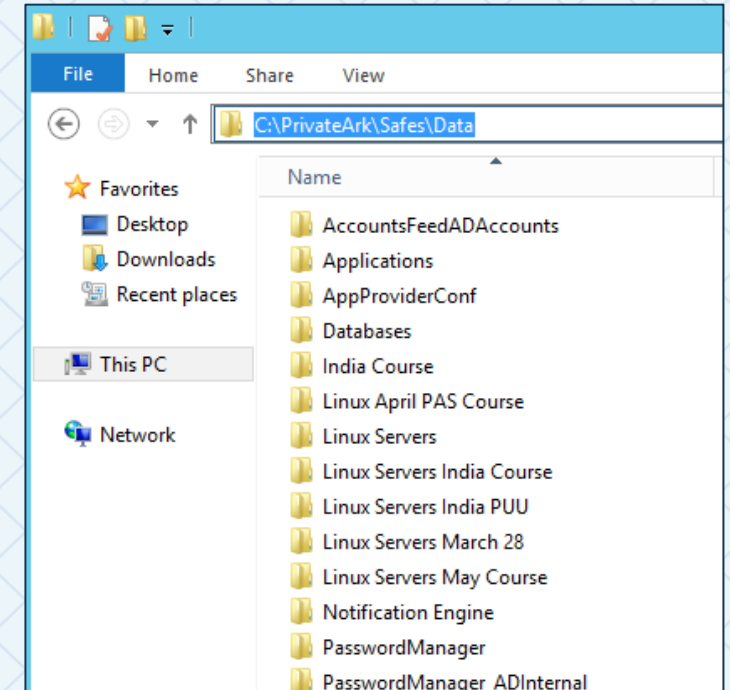 File Home Share View
C:\PrivateArk\Safes\Data
Name
Favorites
Desktop
Downloads
Recent places
This PC
Network
AccountsFeedADAccounts
Applications
AppProviderConf
Databases
India Course
Linux April PAS Course
Linux Servers
Linux Servers India Course
Linux Servers India PUU
Linux Servers March 28
Linux Servers May Course
Notification Engine
PasswordManager
PasswordManager_ADInternal